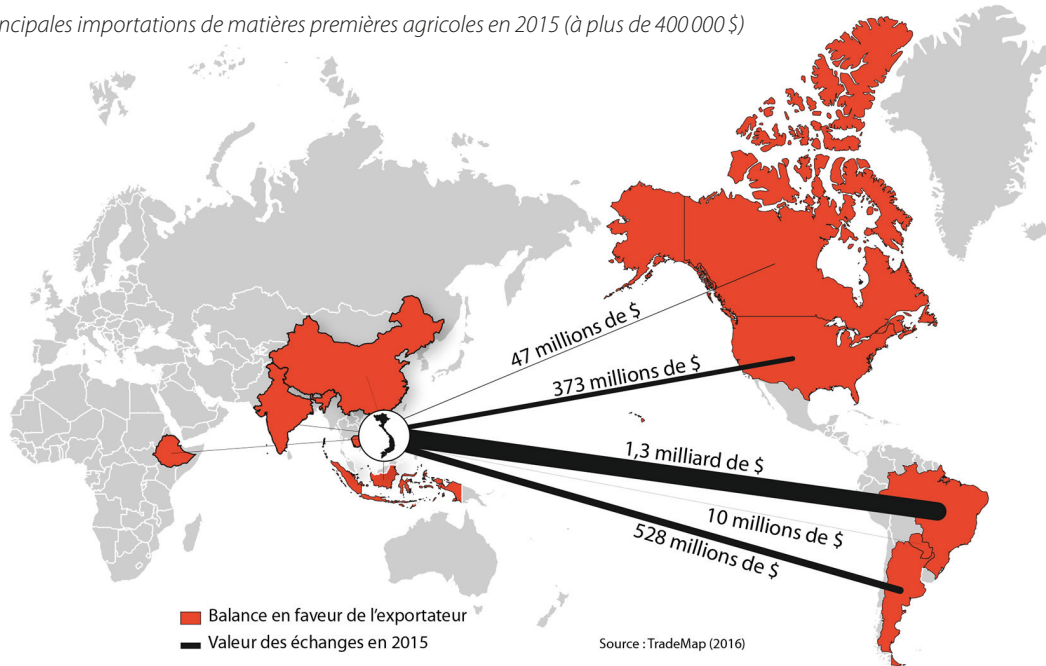 ncipales importations de matières premières agricoles en 2015 (à plus de 400 000 $)
47 millions de $
373 millions de $
1,3 milliard de $
10 millions de $
528 millions de $
Balance en faveur de l'exportateur
Valeur des échanges en 2015
Source : TradeMap (2016)